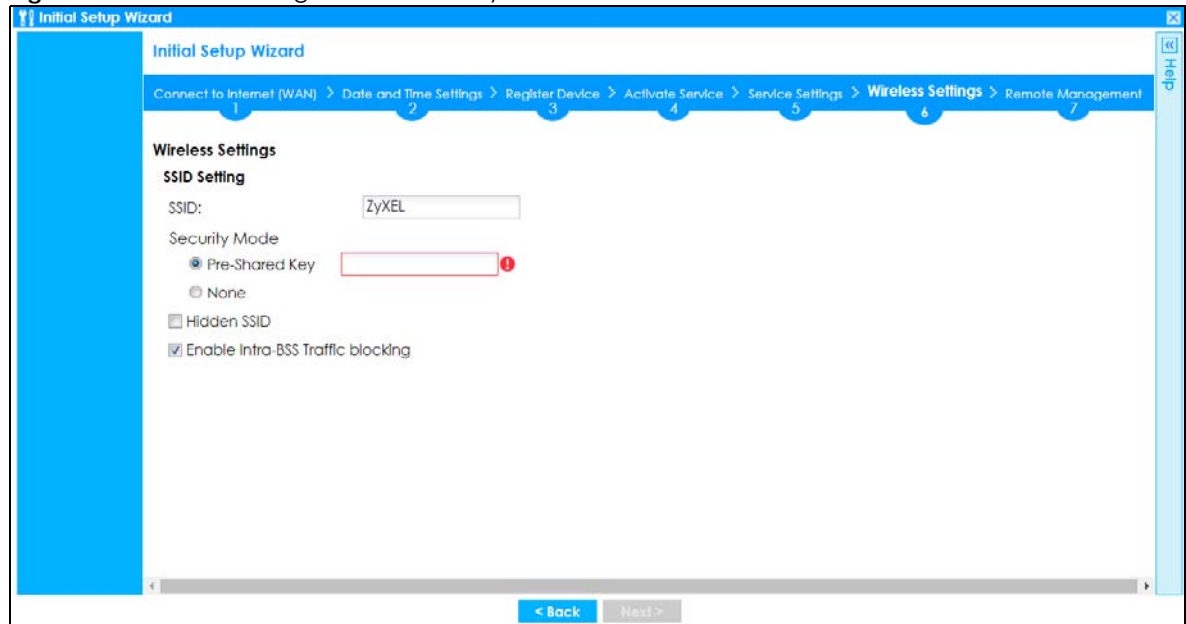 Initial Setup Wizard
Help
Initial Setup Wizard
Connect to Internet (WAN) > Date and Time Settings > Register Device > Activate Service > Service Settings > Wireless Settings > Remote Management
1 2 3 4 5 6 7
Wireless Settings
SSID Setting
SSID: ZyXEL
Security Mode
Pre-Shared Key
None
Hidden SSID
Enable Intra-BSS Traffic blocking
< Back Next >